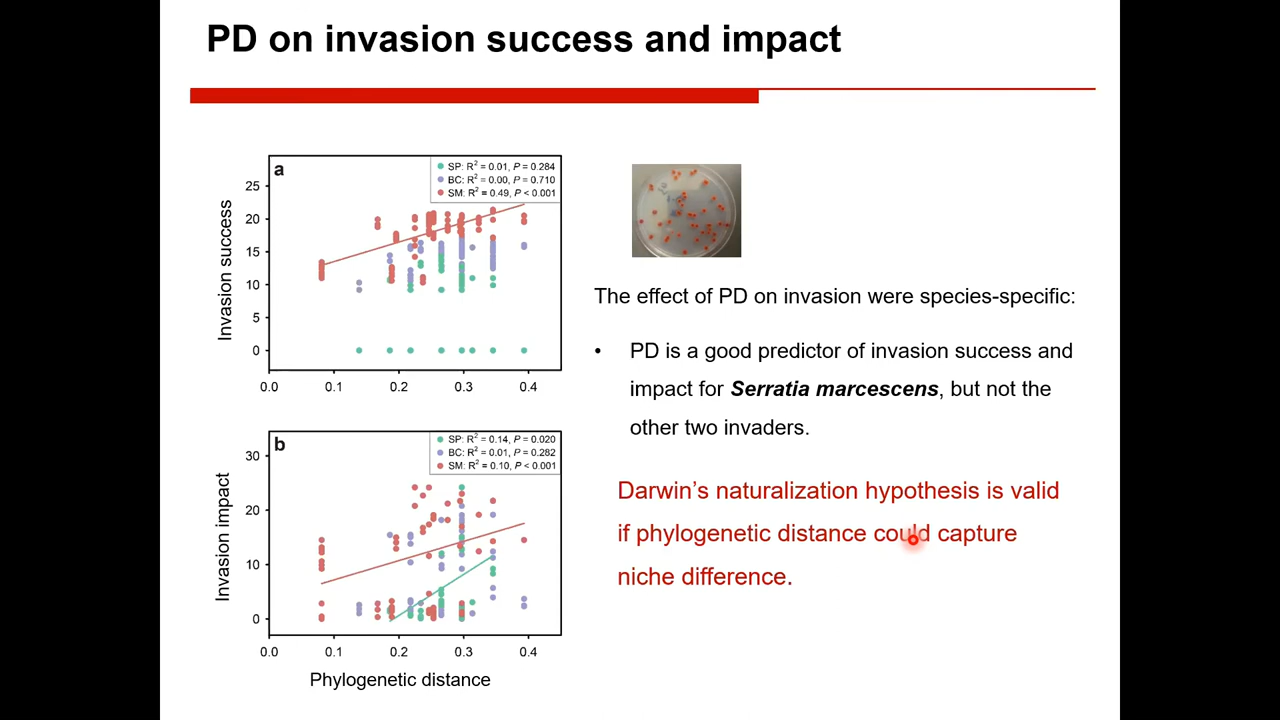 PD on invasion success and impact
a
SP: R² = 0.01, P = 0.284
BC: R² = 0.00, P = 0.710
SM: R² = 0.49, P < 0.001
Invasion success
25
20
15
10
5
0
0.0 0.1 0.2 0.3 0.4
b
SP: R² = 0.14, P = 0.020
BC: R² = 0.01, P = 0.282
SM: R² = 0.10, P < 0.001
Invasion impact
30
20
10
0
0.0 0.1 0.2 0.3 0.4
Phylogenetic distance
The effect of PD on invasion were species-specific:
• PD is a good predictor of invasion success and
impact for Serratia marcescens, but not the
other two invaders.
Darwin’s naturalization hypothesis is valid
if phylogenetic distance could capture
niche difference.